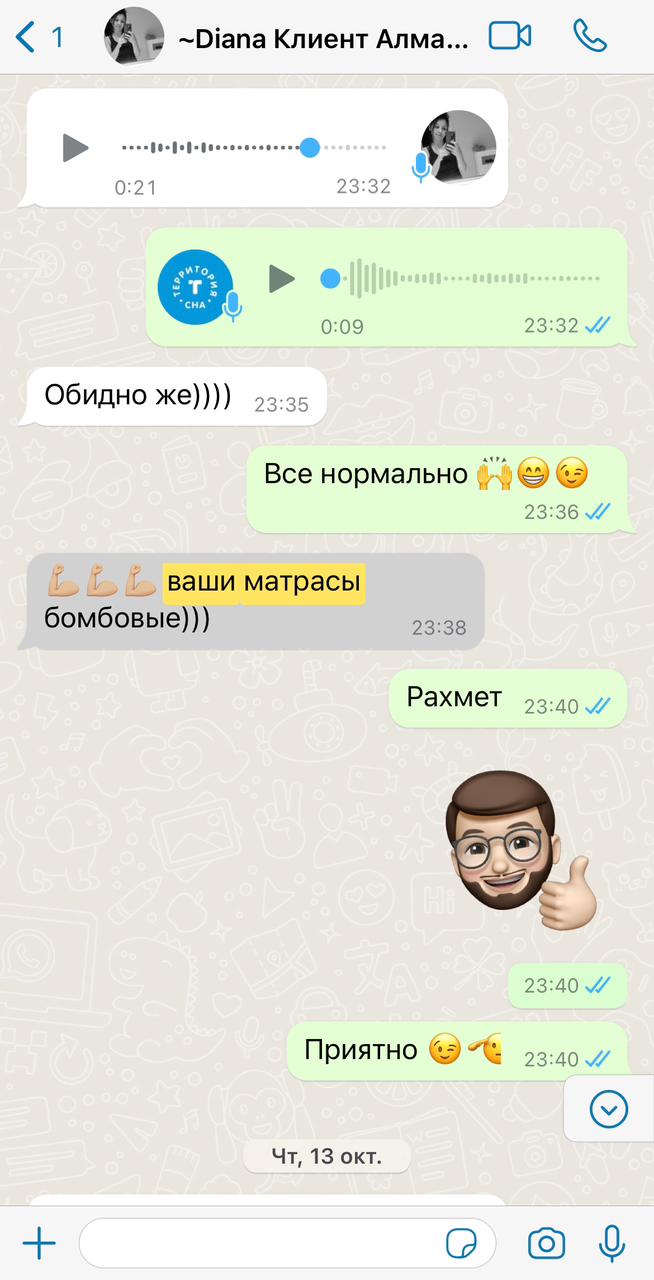 1
~Diana Клиент Алма...
0:21
23:32
ТЕРРИТОРИЯ
Т
СНА
0:09
23:32
Обидно же)))) 23:35
Все нормально 🙌😁😉
23:36
💪🏼💪🏼💪🏼 ваши матрасы
бомбовые))) 23:38
Рахмет 23:40
23:40
Приятно 😉🫡 23:40
Чт, 13 окт.